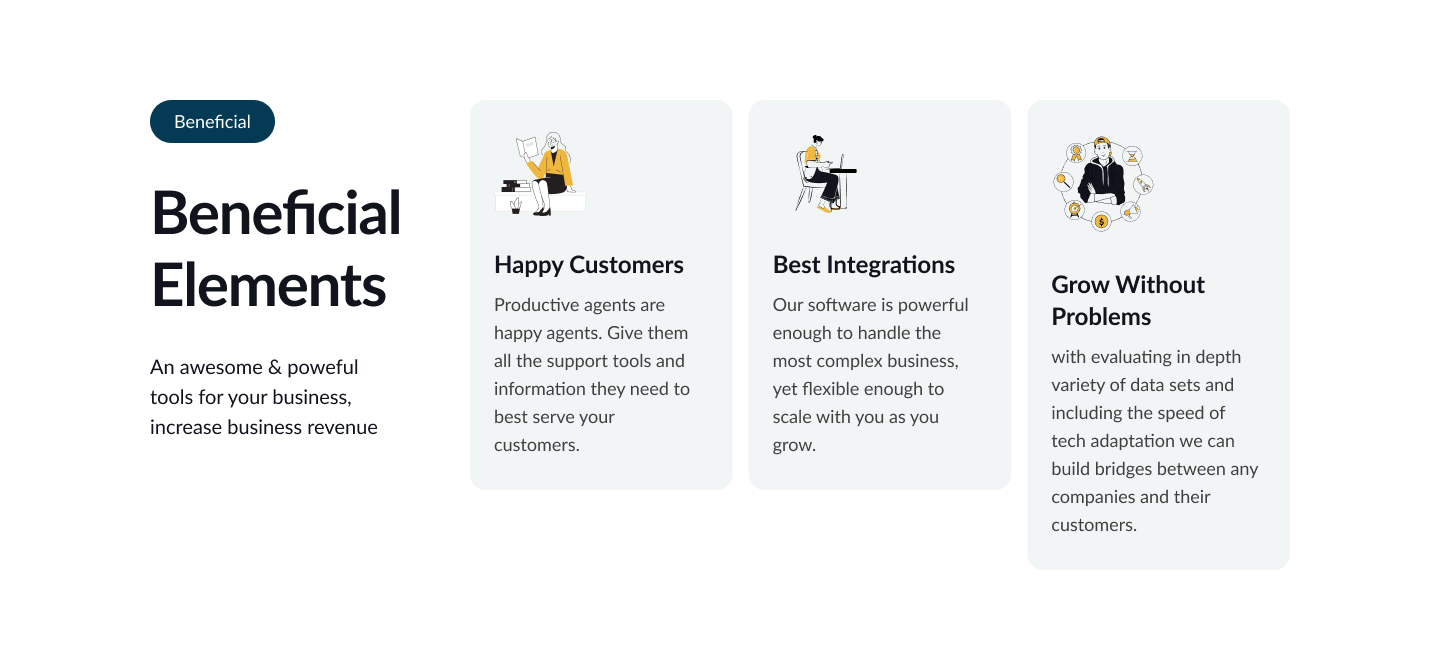 Beneficial
Beneficial
Elements
An awesome & poweful
tools for your business,
increase business revenue
Happy Customers
Productive agents are
happy agents. Give them
all the support tools and
information they need to
best serve your
customers.
Best Integrations
Our software is powerful
enough to handle the
most complex business,
yet flexible enough to
scale with you as you
grow.
Grow Without
Problems
with evaluating in depth
variety of data sets and
including the speed of
tech adaptation we can
build bridges between any
companies and their
customers.